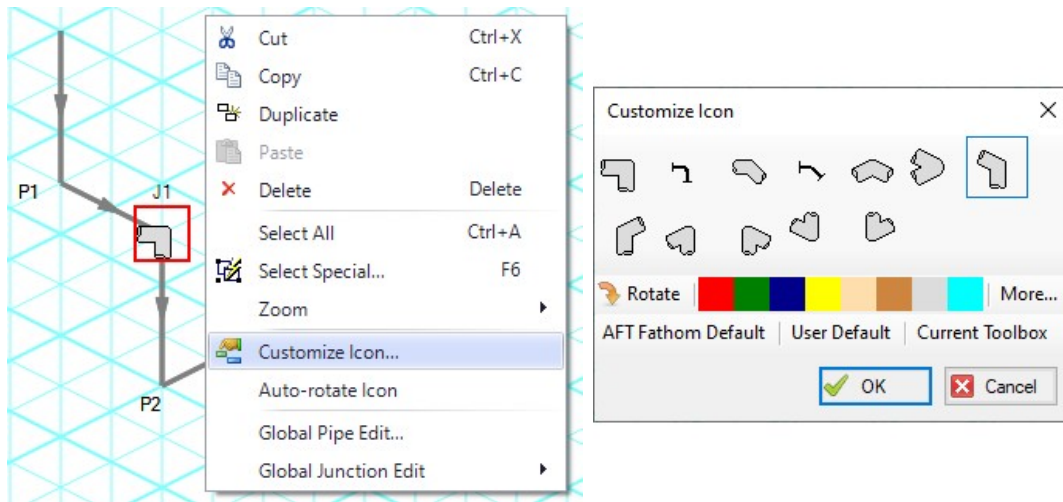 P1
J1
P2
Cut Ctrl+X
Copy Ctrl+C
Duplicate
Paste
Delete Delete
Select All Ctrl+A
Select Special... F6
Zoom
Customize Icon...
Auto-rotate Icon
Global Pipe Edit...
Global Junction Edit
Customize Icon
Rotate More...
AFT Fathom Default User Default Current Toolbox
OK Cancel